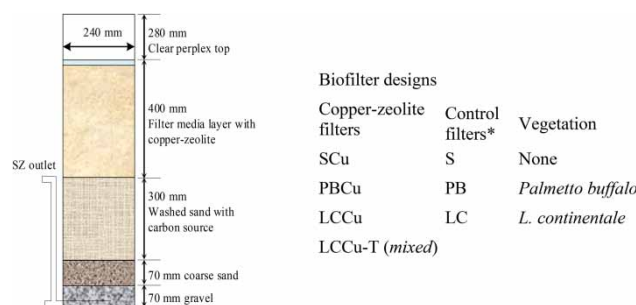 240 mm
280 mm
Clear perplex top
400 mm
Filter media layer with
copper-zeolite
SZ outlet
300 mm
Washed sand with
carbon source
70 mm coarse sand
70 mm gravel
Biofilter designs
Copper-zeolite filters Control filters* Vegetation
SCu S None
PBCu PB Palmetto buffalo
LCCu LC L. continentale
LCCu-T (mixed)